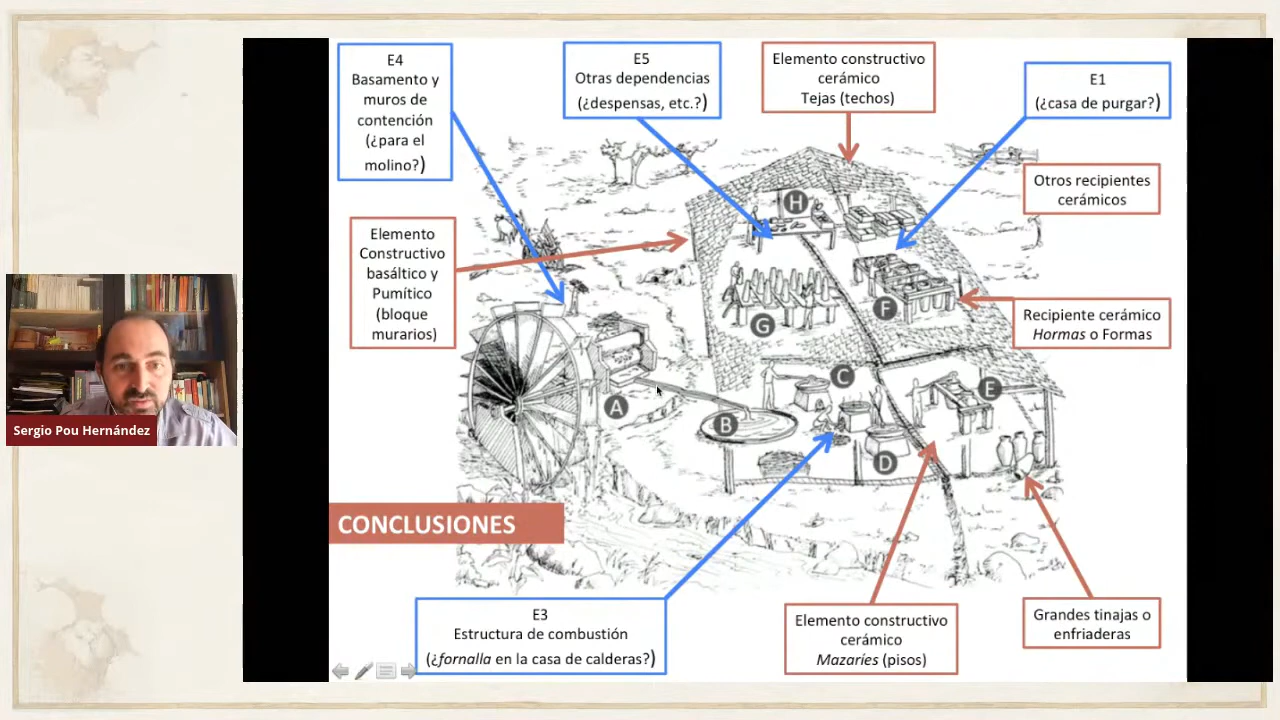 E4
Basamento y
muros de
contención
(¿para el
molino?)
E5
Otras dependencias
(¿despensas, etc.?)
Elemento constructivo
cerámico
Tejas (techos)
E1
(¿casa de purgar?)
Otros recipientes
cerámicos
Elemento
Constructivo
basáltico y
Pumítico
(bloque
murarios)
H
F
G
Recipiente cerámico
Hormas o Formas
C
E
A
B
D
Sergio Pou Hernández
CONCLUSIONES
E3
Estructura de combustión
(¿fornalla en la casa de calderas?)
Elemento constructivo
cerámico
Mazaríes (pisos)
Grandes tinajas o
enfriaderas